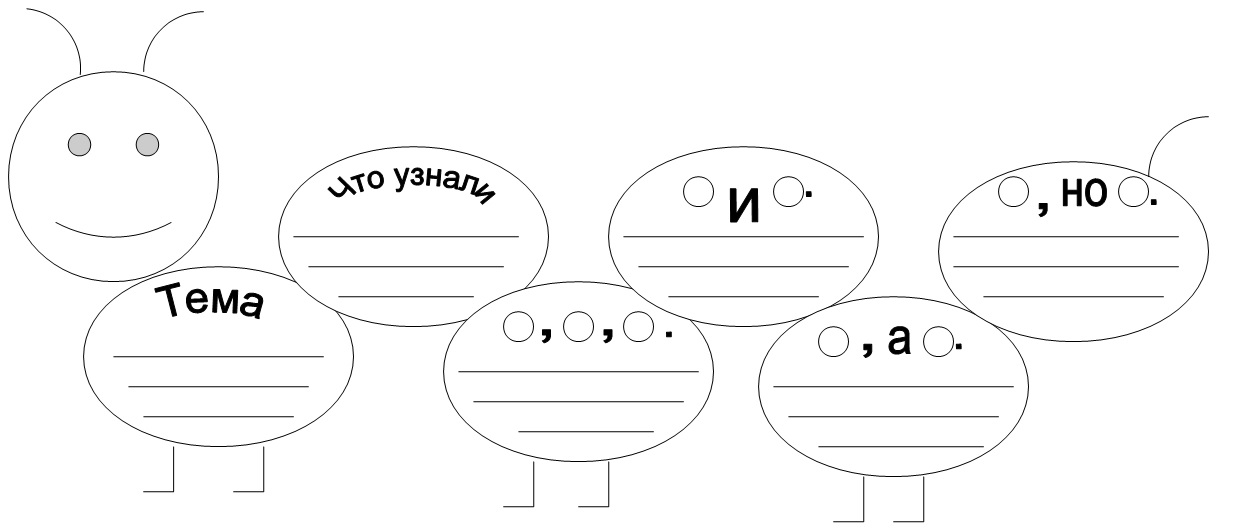 Тема
Что узнали
, , .
и .
, а .
, но .